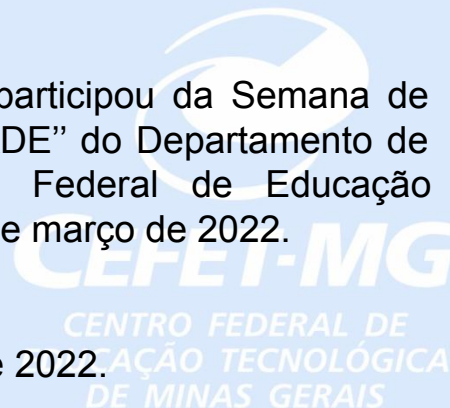 participou da Semana de
DE’’ do Departamento de
Federal de Educação
e março de 2022.
CEFET-MG
CENTRO FEDERAL DE
EDUCAÇÃO TECNOLÓGICA
e 2022.
DE MINAS GERAIS